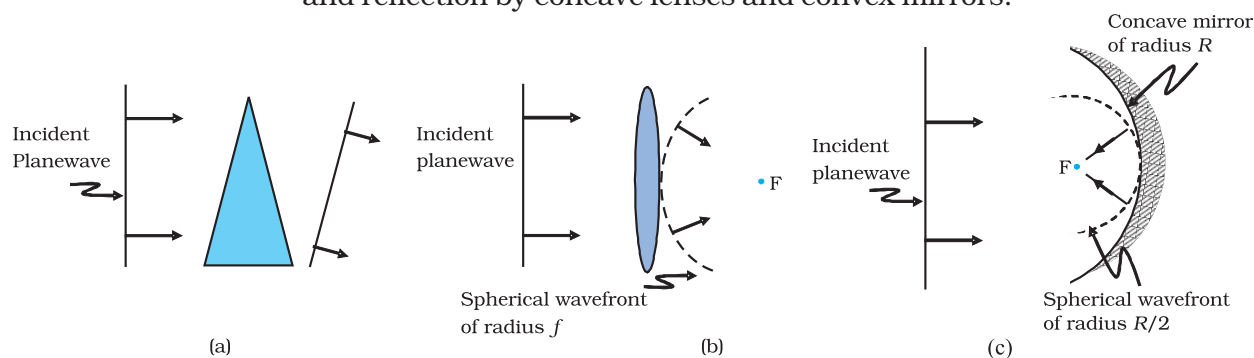 and reflection by concave lenses and convex mirrors.
Incident
Planewave
(a)
Incident
planewave
F
Spherical wavefront
of radius f
(b)
Concave mirror
of radius R
Incident
planewave
F
Spherical wavefront
of radius R/2
(c)